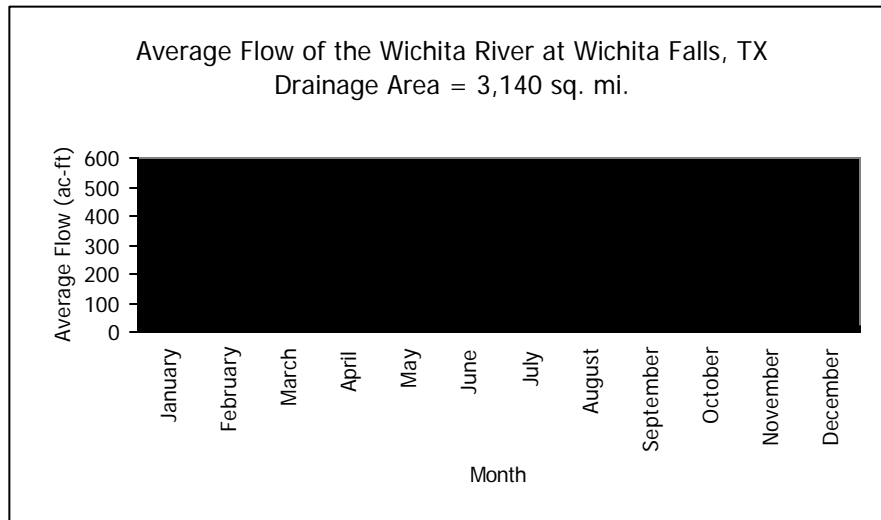 Average Flow of the Wichita River at Wichita Falls, TX
Drainage Area = 3,140 sq. mi.
Average Flow (ac-ft)
600
500
400
300
200
100
0
January
February
March
April
May
June
July
August
September
October
November
December
Month